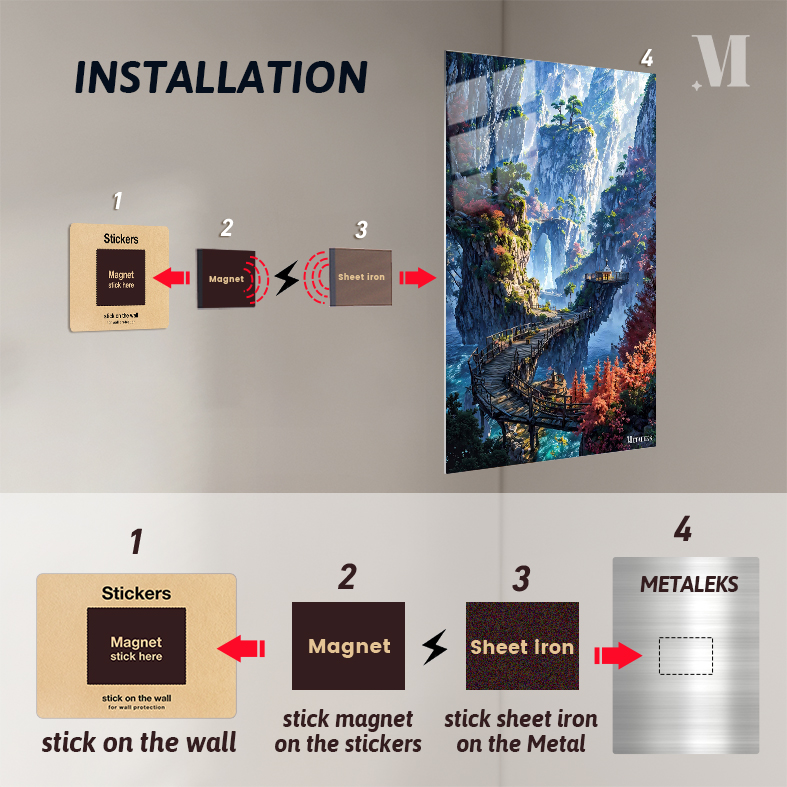 INSTALLATION
M
4
1
2
3
Stickers
Magnet
stick here
stick on the wall
for wall protection
Magnet
Sheet iron
METALEKS
1
2
3
4
Stickers
Magnet
stick here
stick on the wall
for wall protection
Magnet
Sheet iron
METALEKS
stick on the wall
stick magnet
on the stickers
stick sheet iron
on the Metal